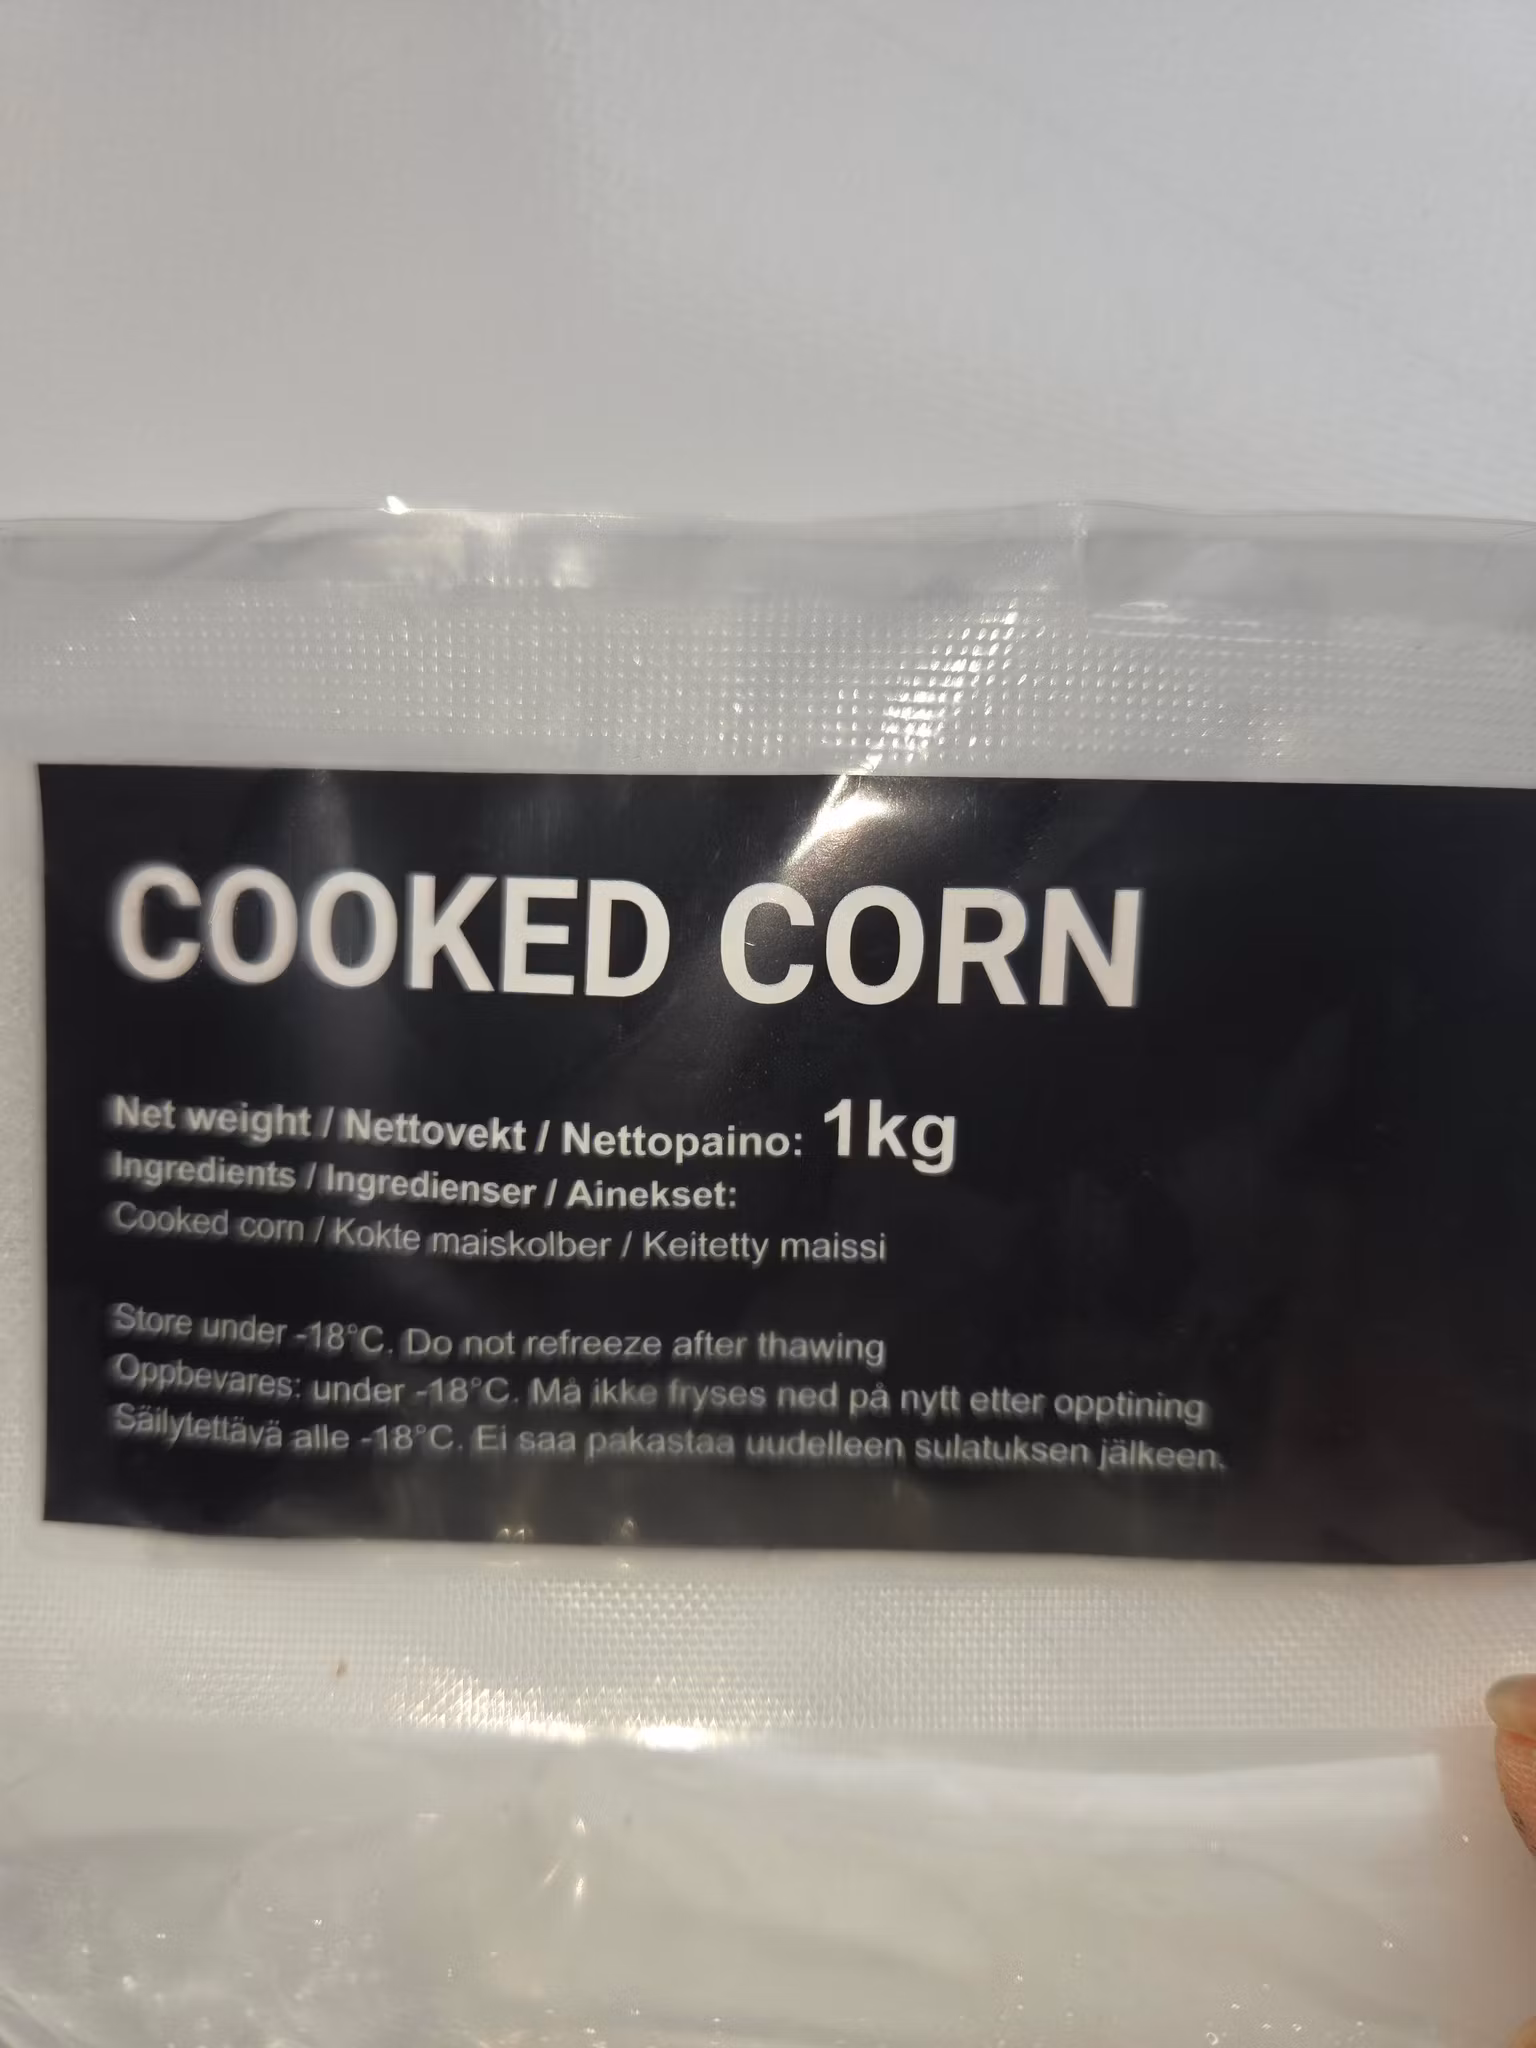 COOKED CORN
Net weight / Nettovekt / Nettopaino: 1kg
Ingredients / Ingredienser / Ainekset:
Cooked corn / Kokte maiskolber / Keitetty maissi
Store under -18°C. Do not refreeze after thawing
Oppbevares: under -18°C. Må ikke fryses ned på nytt etter opptining
Säilytettävä alle -18°C. Ei saa pakastaa uudelleen sulatuksen jälkeen.